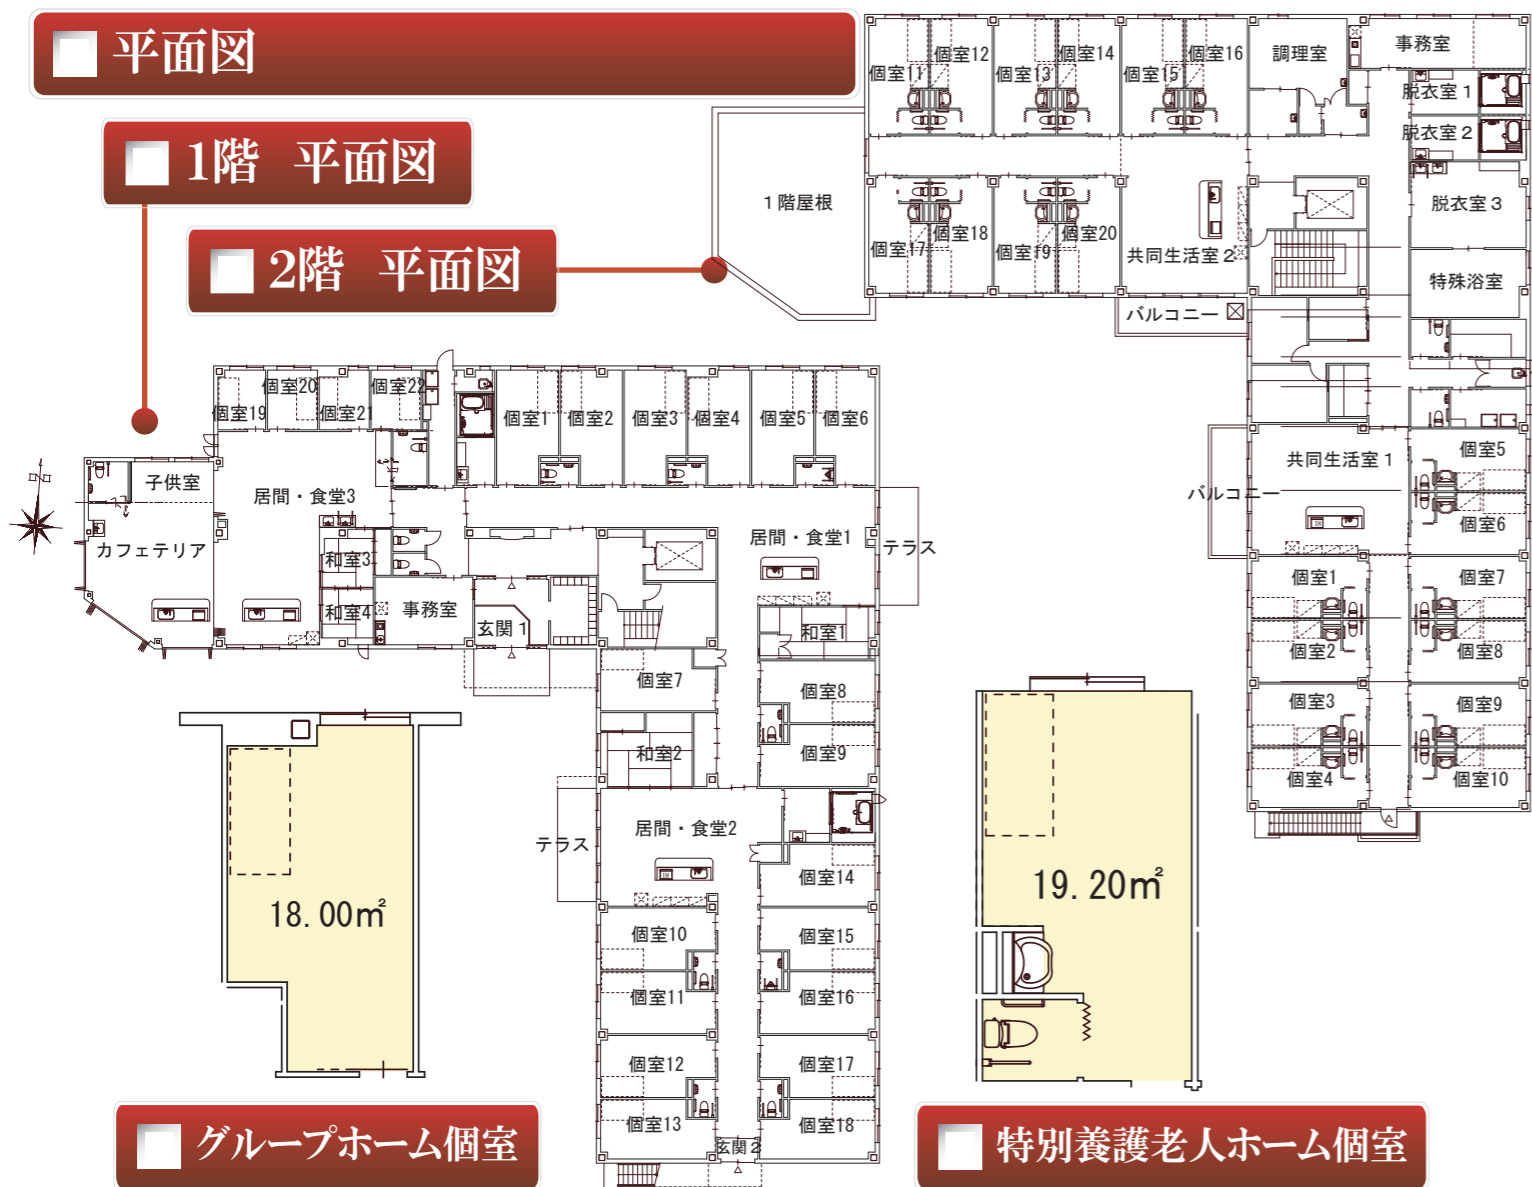 平面図
1階 平面図
2階 平面図
個室11
個室12
個室13
個室14
個室15
個室16
調理室
事務室
脱衣室1
脱衣室2
脱衣室3
特殊浴室
1階屋根
個室17
個室18
個室19
個室20
共同生活室2
バルコニー
共同生活室1
バルコニー
個室5
個室6
個室1
個室7
個室2
個室8
個室3
個室9
個室4
個室10
個室19
個室20
個室21
個室22
個室1
個室2
個室3
個室4
個室5
個室6
子供室
カフェテリア
居間・食堂3
和室3
和室4
事務室
玄関1
居間・食堂1
テラス
和室1
個室7
個室8
和室2
個室9
居間・食堂2
テラス
個室14
個室10
個室15
個室11
個室16
個室12
個室17
個室13
個室18
玄関2
N
18.00㎡
19.20㎡
グループホーム個室
特別養護老人ホーム個室